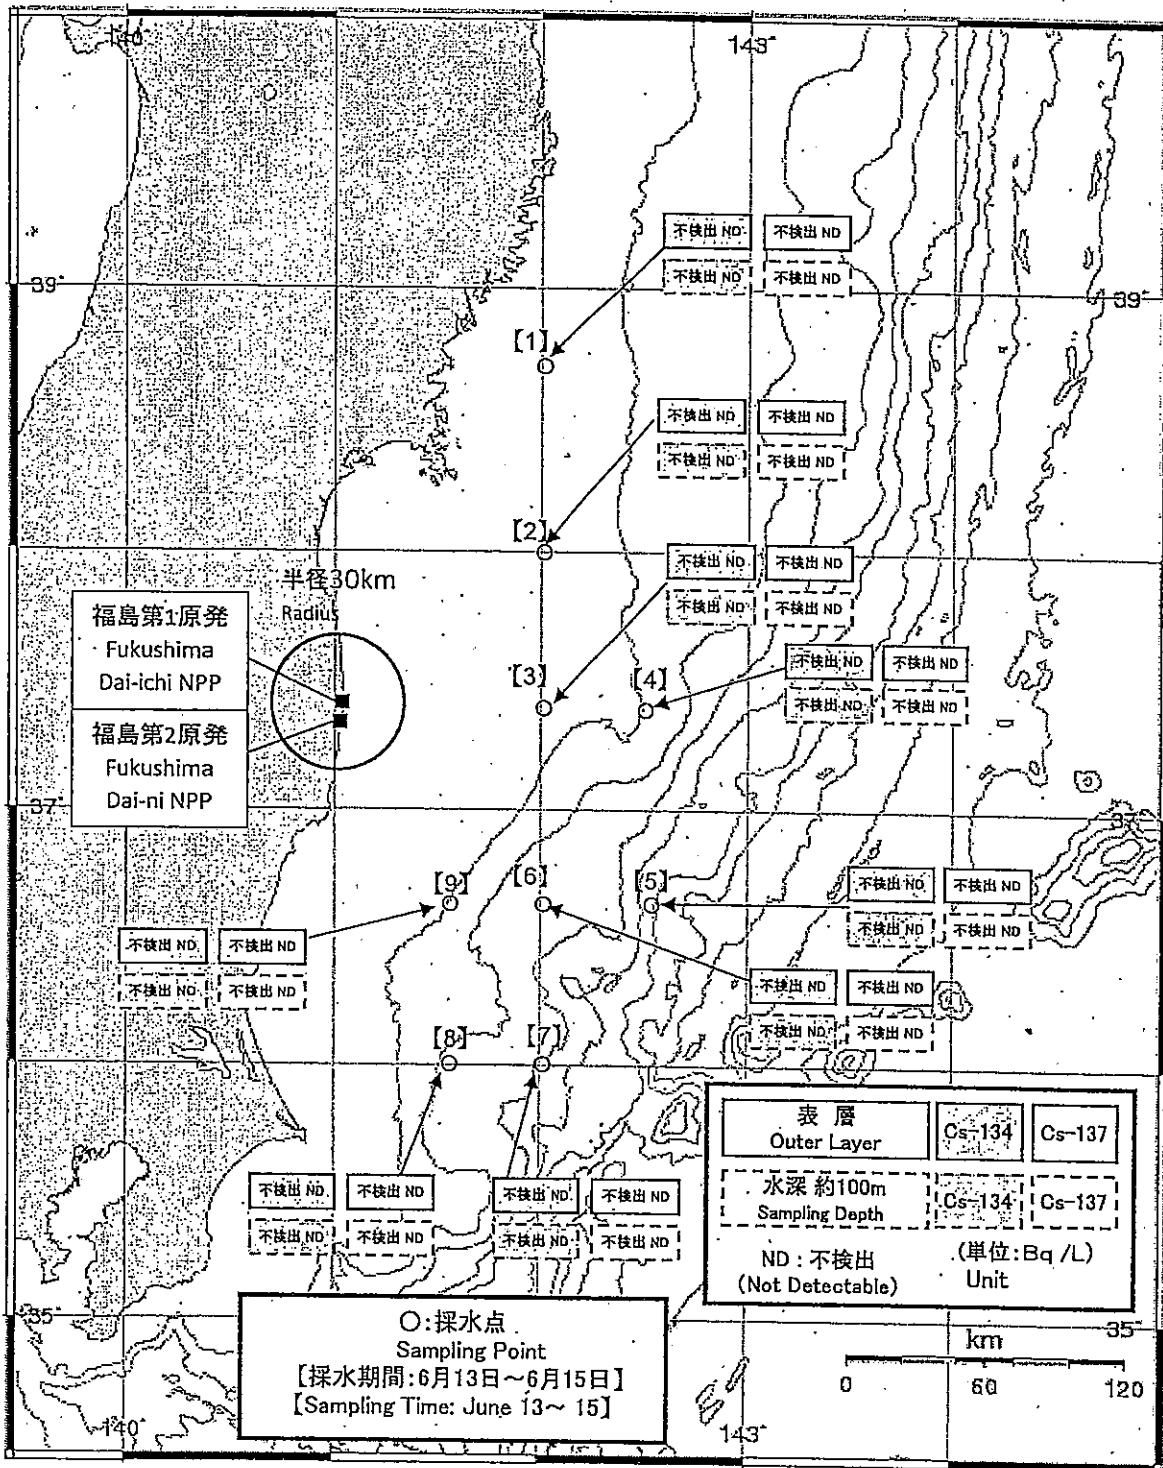 140°
143°
不検出 ND 不検出 ND
不検出 ND 不検出 ND
39°
39°
【1】
不検出 ND 不検出 ND
不検出 ND 不検出 ND
【2】
不検出 ND 不検出 ND
不検出 ND 不検出 ND
半径30km
Radius
福島第1原発
Fukushima
Dai-ichi NPP
福島第2原発
Fukushima
Dai-ni NPP
【3】
【4】
不検出 ND 不検出 ND
不検出 ND 不検出 ND
37°
37°
【9】
【6】
【5】
不検出 ND 不検出 ND
不検出 ND 不検出 ND
不検出 ND 不検出 ND
不検出 ND 不検出 ND
不検出 ND 不検出 ND
不検出 ND 不検出 ND
【8】
【7】
不検出 ND 不検出 ND
不検出 ND 不検出 ND
不検出 ND 不検出 ND
不検出 ND 不検出 ND
表 層
Outer Layer
Cs-134 Cs-137
水深 約100m
Sampling Depth
Cs-134 Cs-137
ND : 不検出
(Not Detectable)
(単位:Bq /L)
Unit
35°
35°
○:採水点
Sampling Point
【採水期間:6月13日～6月15日】
【Sampling Time: June 13～ 15】
km
0 60 120
140°
143°